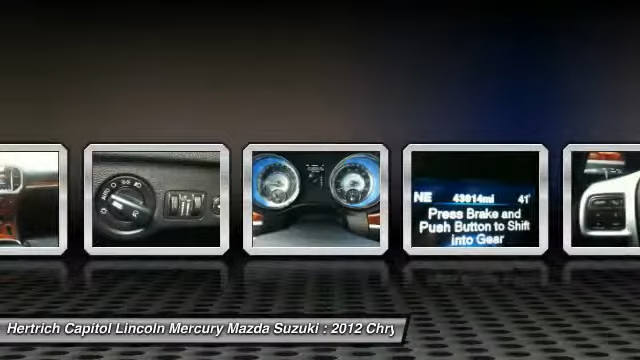 NE 43014mi 41°
Press Brake and
Push Button to Shift
into Gear
Hertrich Capitol Lincoln Mercury Mazda Suzuki : 2012 Chry